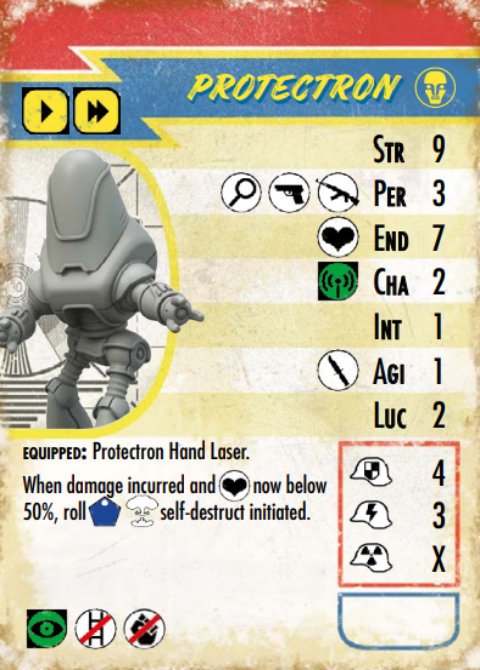 PROTECTRON
STR 9
PER 3
END 7
CHA 2
INT 1
AGI 1
LUC 2
EQUIPPED: Protectron Hand Laser.
When damage incurred and now below
50%, roll self-destruct initiated.
4
3
X